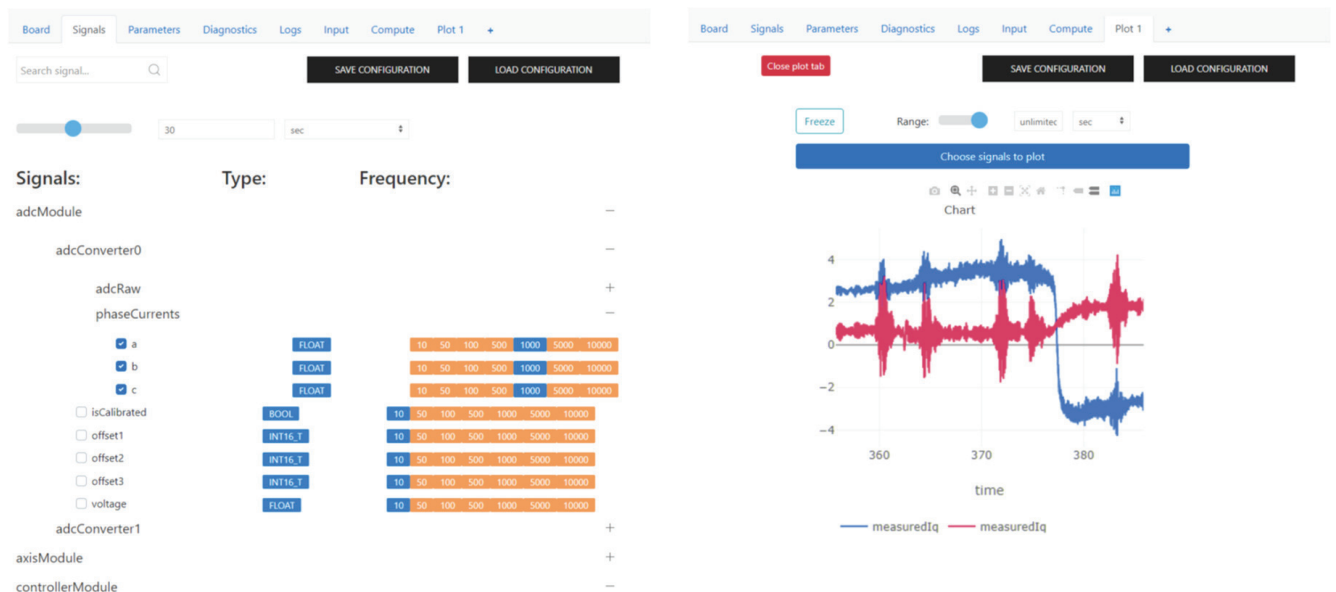 Board Signals Parameters Diagnostics Logs Input Compute Plot 1 +
Search signal... SAVE CONFIGURATION LOAD CONFIGURATION
30 sec
Signals: Type: Frequency:
adcModule
adcConverter0
adcRaw
phaseCurrents
a FLOAT 10 50 100 500 1000 5000 10000
b FLOAT 10 50 100 500 1000 5000 10000
c FLOAT 10 50 100 500 1000 5000 10000
isCalibrated BOOL 10 50 100 500 1000 5000 10000
offset1 INT16_T 10 50 100 500 1000 5000 10000
offset2 INT16_T 10 50 100 500 1000 5000 10000
offset3 INT16_T 10 50 100 500 1000 5000 10000
voltage FLOAT 10 50 100 500 1000 5000 10000
adcConverter1
axisModule
controllerModule
Board Signals Parameters Diagnostics Logs Input Compute Plot 1 +
Close plot tab SAVE CONFIGURATION LOAD CONFIGURATION
Freeze Range: unlimitec sec
Choose signals to plot
Chart
4
2
0
−2
−4
360 370 380
time
measuredIq measuredIq